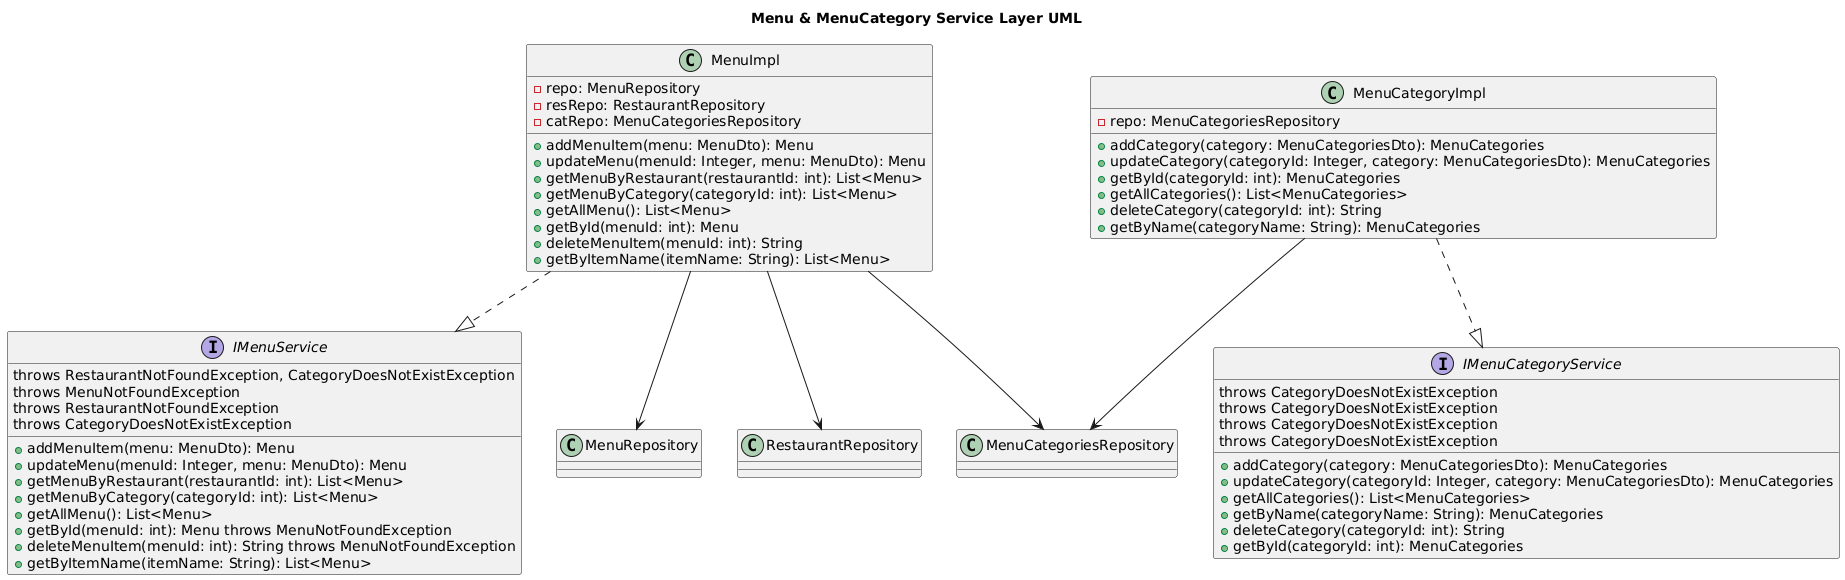 Menu & MenuCategory Service Layer UML
C MenuImpl
repo: MenuRepository
resRepo: RestaurantRepository
catRepo: MenuCategoriesRepository
addMenuItem(menu: MenuDto): Menu
updateMenu(menuId: Integer, menu: MenuDto): Menu
getMenuByRestaurant(restaurantId: int): List<Menu>
getMenuByCategory(categoryId: int): List<Menu>
getAllMenu(): List<Menu>
getById(menuId: int): Menu
deleteMenuItem(menuId: int): String
getByItemName(itemName: String): List<Menu>
C MenuCategoryImpl
repo: MenuCategoriesRepository
addCategory(category: MenuCategoriesDto): MenuCategories
updateCategory(categoryId: Integer, category: MenuCategoriesDto): MenuCategories
getById(categoryId: int): MenuCategories
getAllCategories(): List<MenuCategories>
deleteCategory(categoryId: int): String
getByName(categoryName: String): MenuCategories
I IMenuService
throws RestaurantNotFoundException, CategoryDoesNotExistException
throws MenuNotFoundException
throws RestaurantNotFoundException
throws CategoryDoesNotExistException
addMenuItem(menu: MenuDto): Menu
updateMenu(menuId: Integer, menu: MenuDto): Menu
getMenuByRestaurant(restaurantId: int): List<Menu>
getMenuByCategory(categoryId: int): List<Menu>
getAllMenu(): List<Menu>
getById(menuId: int): Menu throws MenuNotFoundException
deleteMenuItem(menuId: int): String throws MenuNotFoundException
getByItemName(itemName: String): List<Menu>
C MenuRepository
C RestaurantRepository
C MenuCategoriesRepository
I IMenuCategoryService
throws CategoryDoesNotExistException
throws CategoryDoesNotExistException
throws CategoryDoesNotExistException
throws CategoryDoesNotExistException
addCategory(category: MenuCategoriesDto): MenuCategories
updateCategory(categoryId: Integer, category: MenuCategoriesDto): MenuCategories
getAllCategories(): List<MenuCategories>
getByName(categoryName: String): MenuCategories
deleteCategory(categoryId: int): String
getById(categoryId: int): MenuCategories